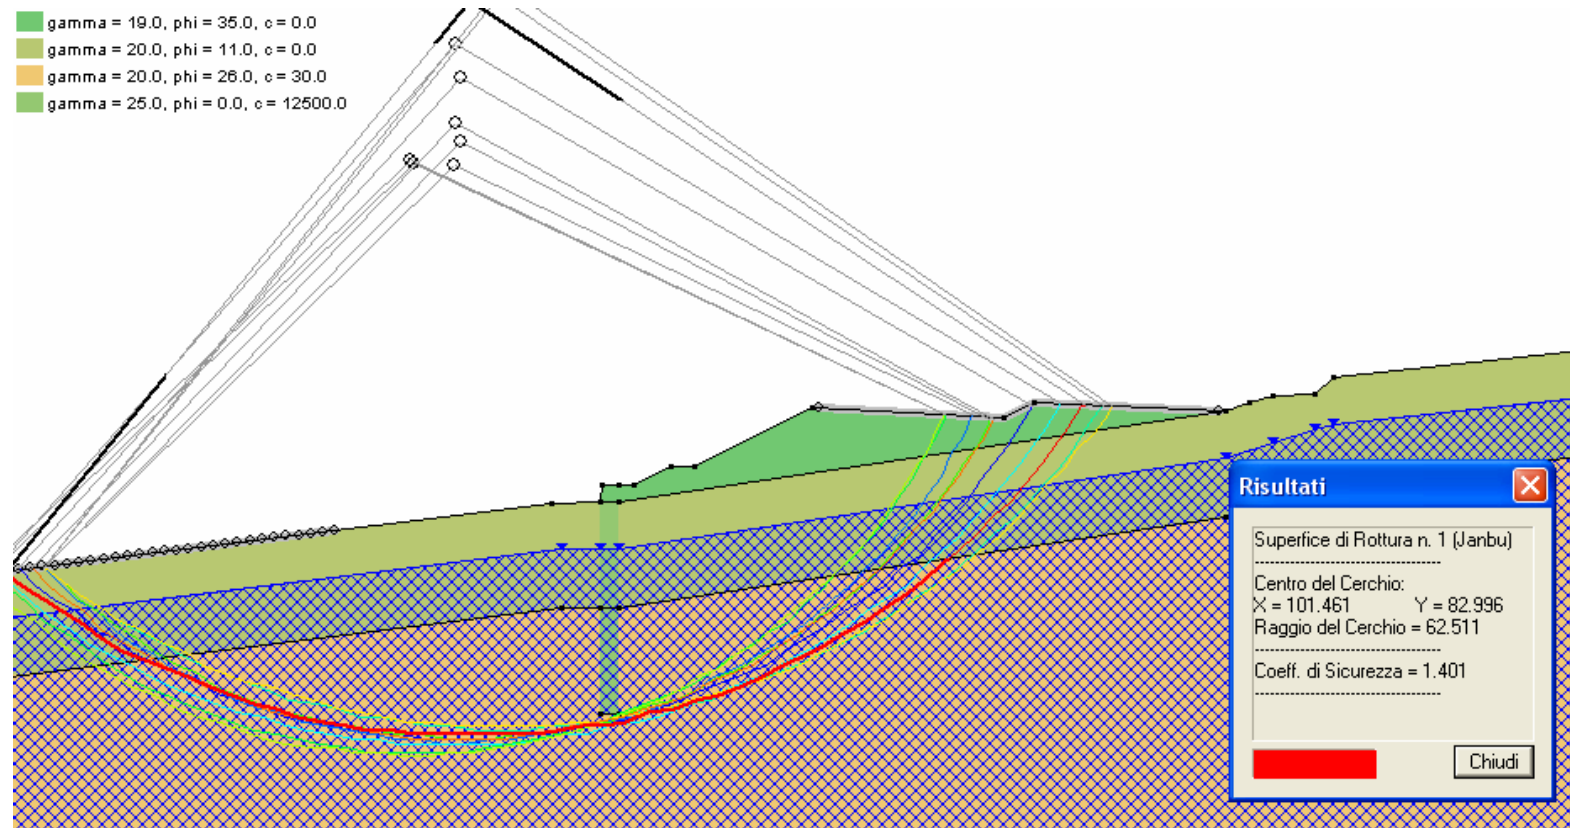 gamma = 19.0, phi = 35.0, c = 0.0
gamma = 20.0, phi = 11.0, c = 0.0
gamma = 20.0, phi = 26.0, c = 30.0
gamma = 25.0, phi = 0.0, c = 12500.0
Risultati
Superfice di Rottura n. 1 (Janbu)
----------------------------------
Centro del Cerchio:
X = 101.461 Y = 82.996
Raggio del Cerchio = 62.511
----------------------------------
Coeff. di Sicurezza = 1.401
----------------------------------
Chiudi